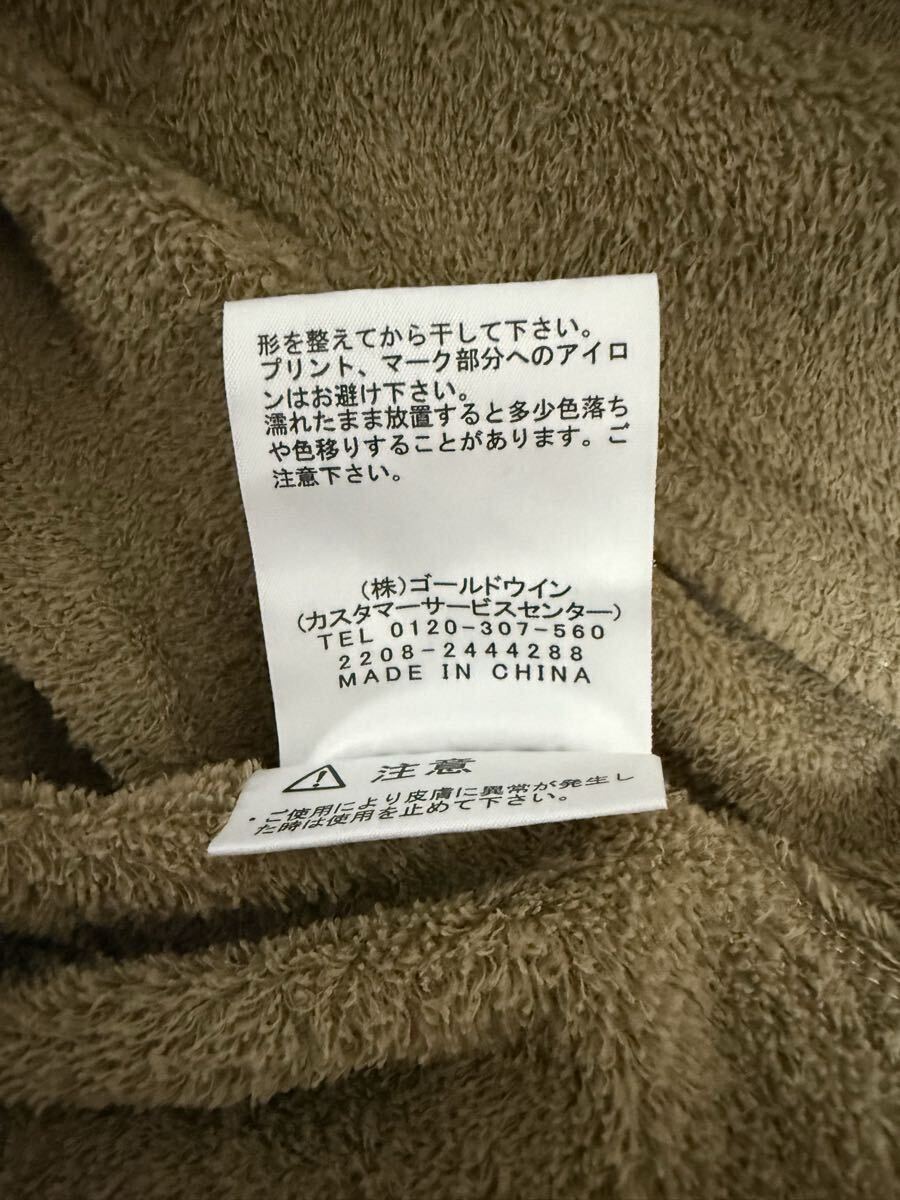 形を整えてから干して下さい。
プリント、マーク部分へのアイロ
ンはお避け下さい。
濡れたまま放置すると多少色落ち
や色移りすることがあります。ご
注意下さい。
(株)ゴールドウイン
(カスタマーサービスセンター)
TEL 0120-307-560
2208-2444288
MADE IN CHINA
注意
・ご使用により皮膚に異常が発生し
た時は使用を止めて下さい。